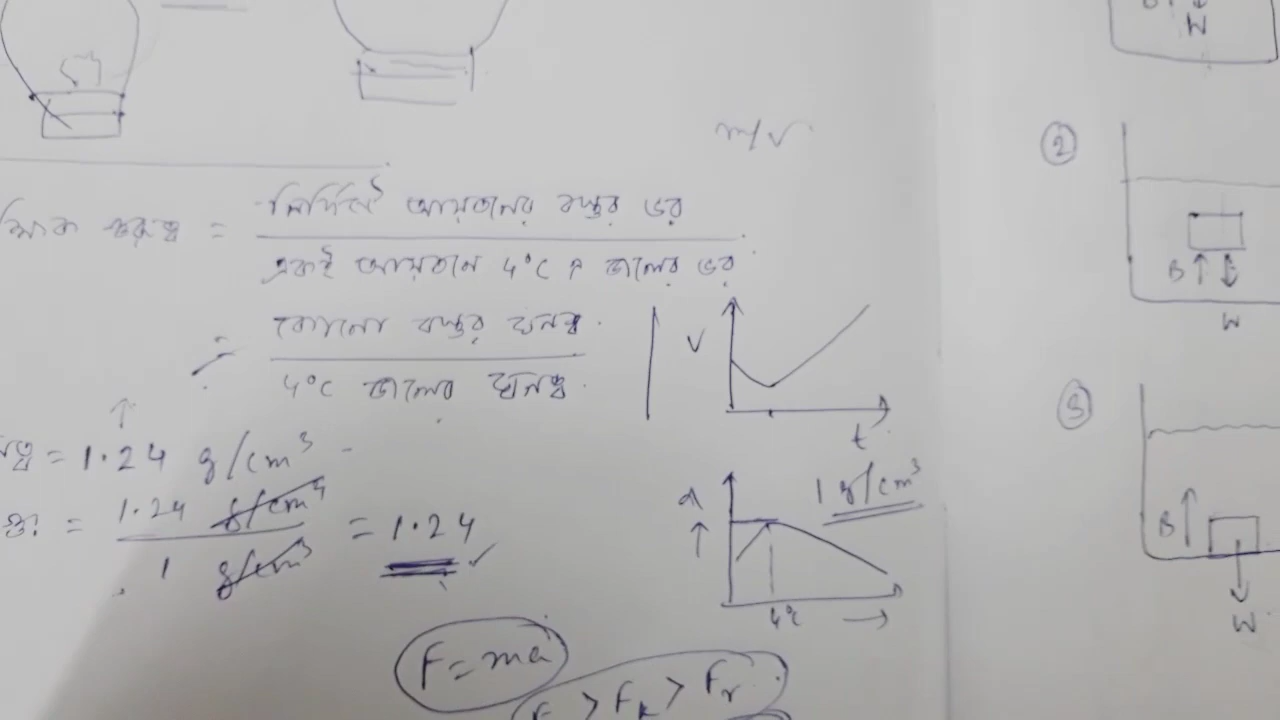 m/v
গুরুত্ব = নির্দিষ্ট আয়তনের বস্তুর ভর
একই আয়তনে 4°C এ জলের ভর
= কোনো বস্তুর ঘনত্ব
4°C জলের ঘনত্ব
V
t
= 1.24 g/cm³
= 1.24 g/cm³
1 g/cm³
= 1.24
d
1 g/cm³
4°C
F = ma
> Fk > Fr
2
B
W
3
B
W